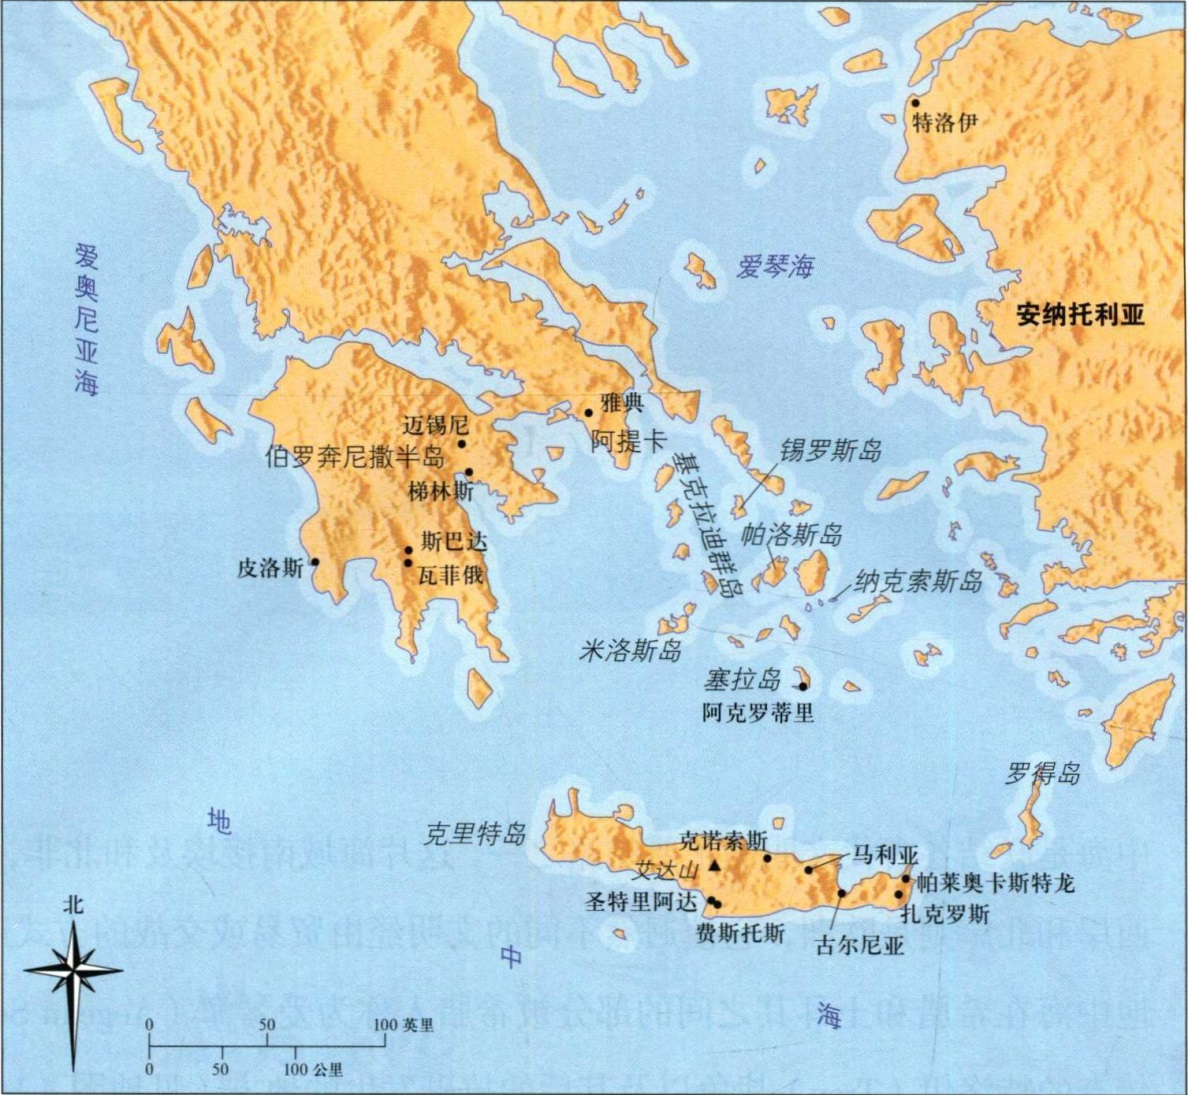 特洛伊
爱奥尼亚海
爱琴海
安纳托利亚
雅典
阿提卡
迈锡尼
伯罗奔尼撒半岛
梯林斯
锡罗斯岛
基克拉迪群岛
帕洛斯岛
斯巴达
皮洛斯
瓦菲俄
纳克索斯岛
米洛斯岛
塞拉岛
阿克罗蒂里
罗得岛
克里特岛
克诺索斯
马利亚
艾达山
帕莱奥卡斯特龙
圣特里阿达
扎克罗斯
费斯托斯
古尔尼亚
地
中
海
北
0 50 100 英里
0 50 100 公里